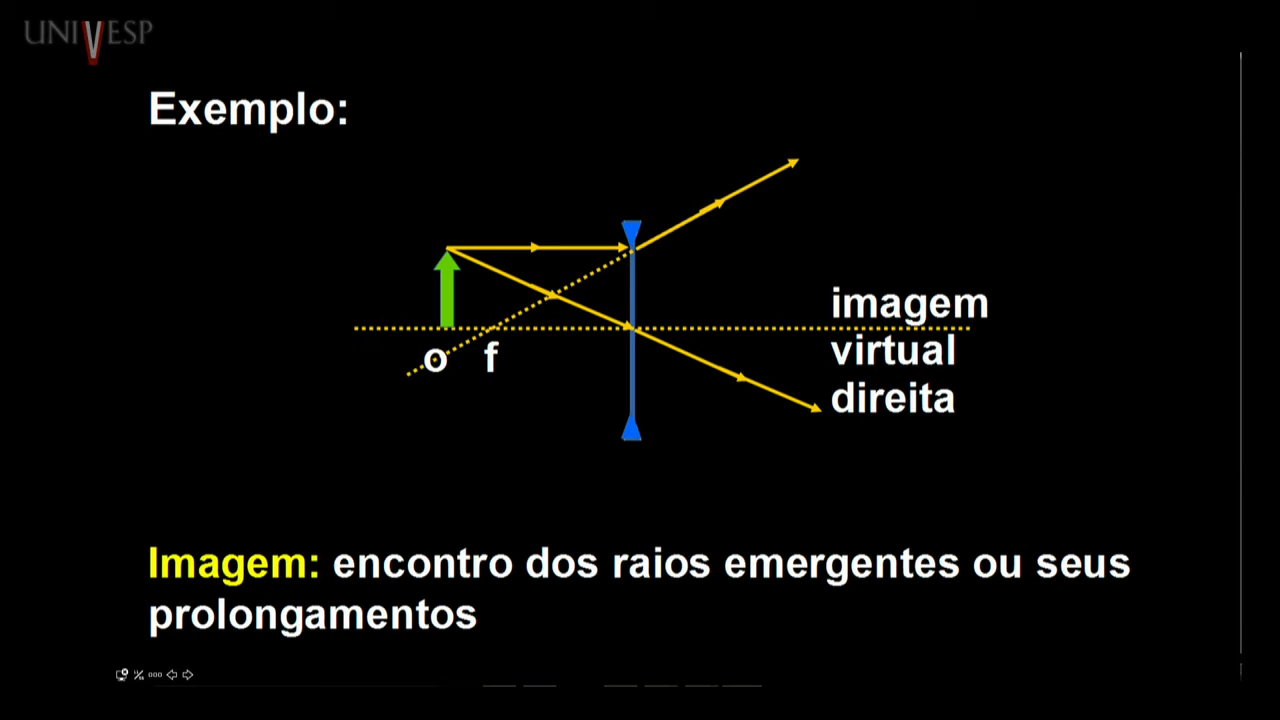 UNIVESP
Exemplo:
o f
imagem
virtual
direita
Imagem: encontro dos raios emergentes ou seus
prolongamentos